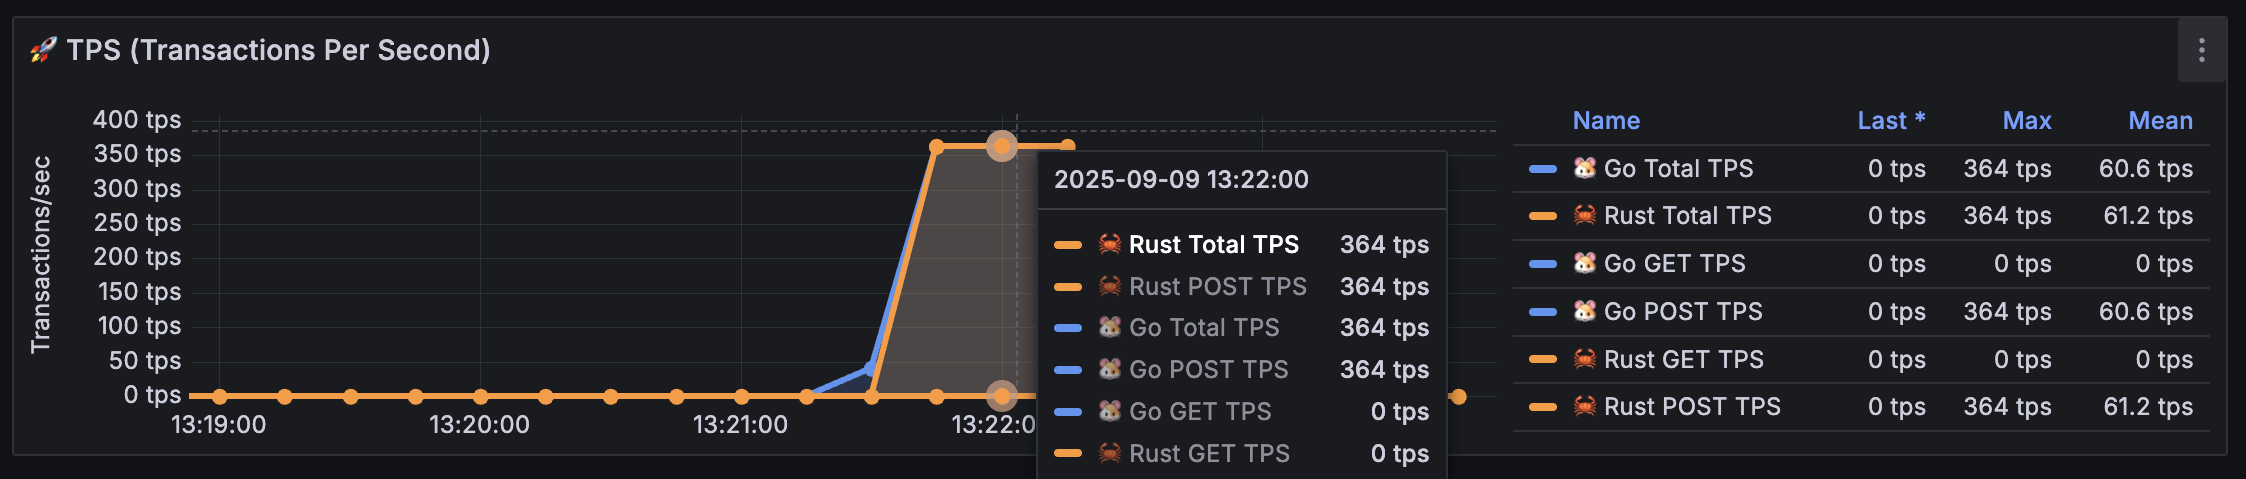 🚀 TPS (Transactions Per Second)
Transactions/sec
400 tps
350 tps
300 tps
250 tps
200 tps
150 tps
100 tps
50 tps
0 tps
13:19:00
13:20:00
13:21:00
13:22:0
2025-09-09 13:22:00
🦀 Rust Total TPS 364 tps
🦀 Rust POST TPS 364 tps
🐹 Go Total TPS 364 tps
🐹 Go POST TPS 364 tps
🐹 Go GET TPS 0 tps
🦀 Rust GET TPS 0 tps
Name Last * Max Mean
🐹 Go Total TPS 0 tps 364 tps 60.6 tps
🦀 Rust Total TPS 0 tps 364 tps 61.2 tps
🐹 Go GET TPS 0 tps 0 tps 0 tps
🐹 Go POST TPS 0 tps 364 tps 60.6 tps
🦀 Rust GET TPS 0 tps 0 tps 0 tps
🦀 Rust POST TPS 0 tps 364 tps 61.2 tps